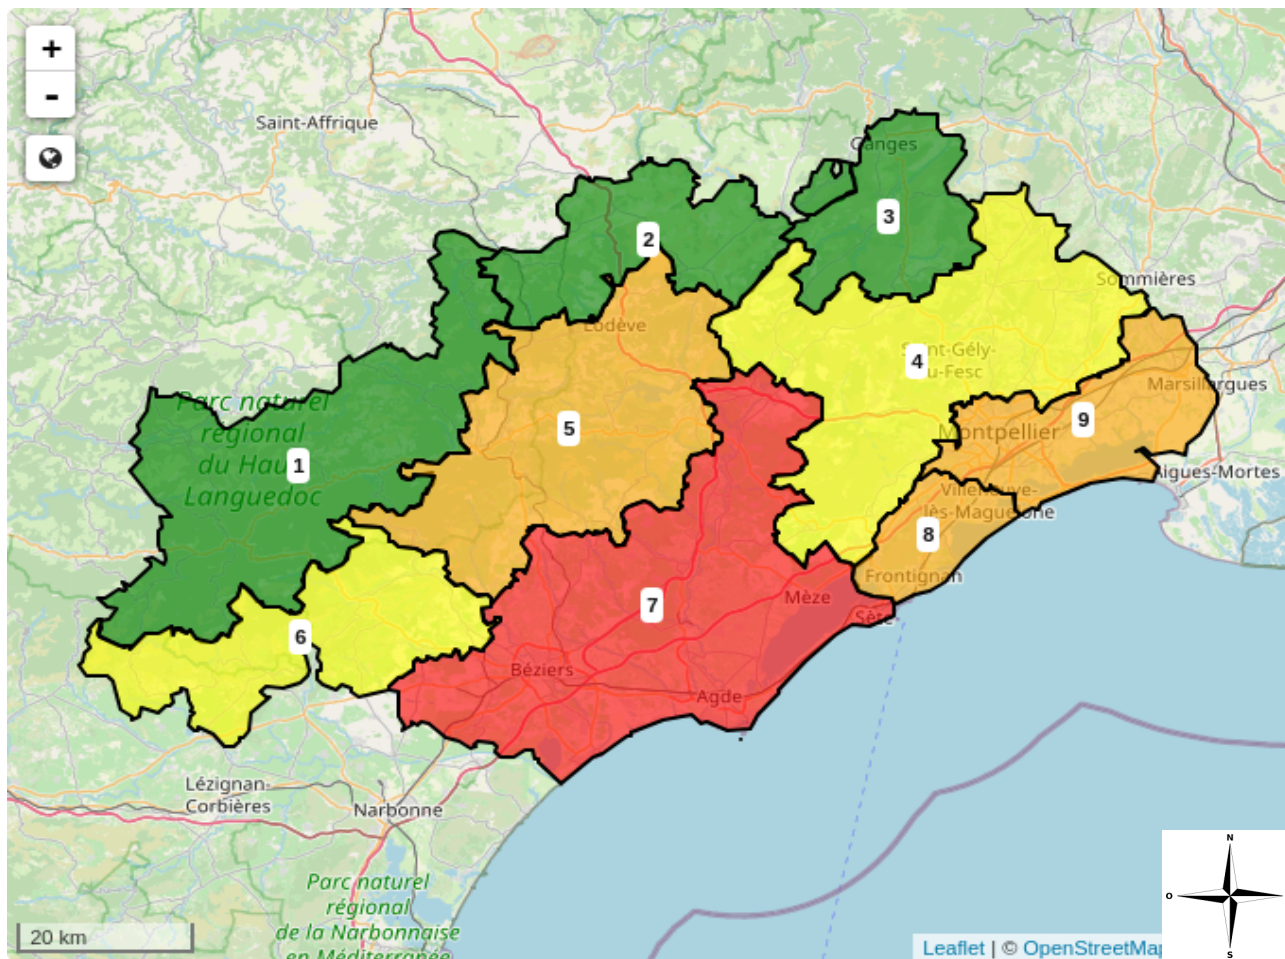 +
-
Saint-Affrique
Ganges
3
2
Sommières
Lodève
4
Saint-Gély-
du-Fesc
Marsillargues
Parc naturel
régional
du Haut
Languedoc
1
5
9
Montpellier
Aigues-Mortes
Villeneuve-
lès-Maguelone
8
Frontignan
7
Mèze
Sète
6
Béziers
Agde
Lézignan-
Corbières
Narbonne
Parc naturel
régional
de la Narbonnaise
en Méditerranée
20 km
N
O
S
Leaflet | © OpenStreetMap